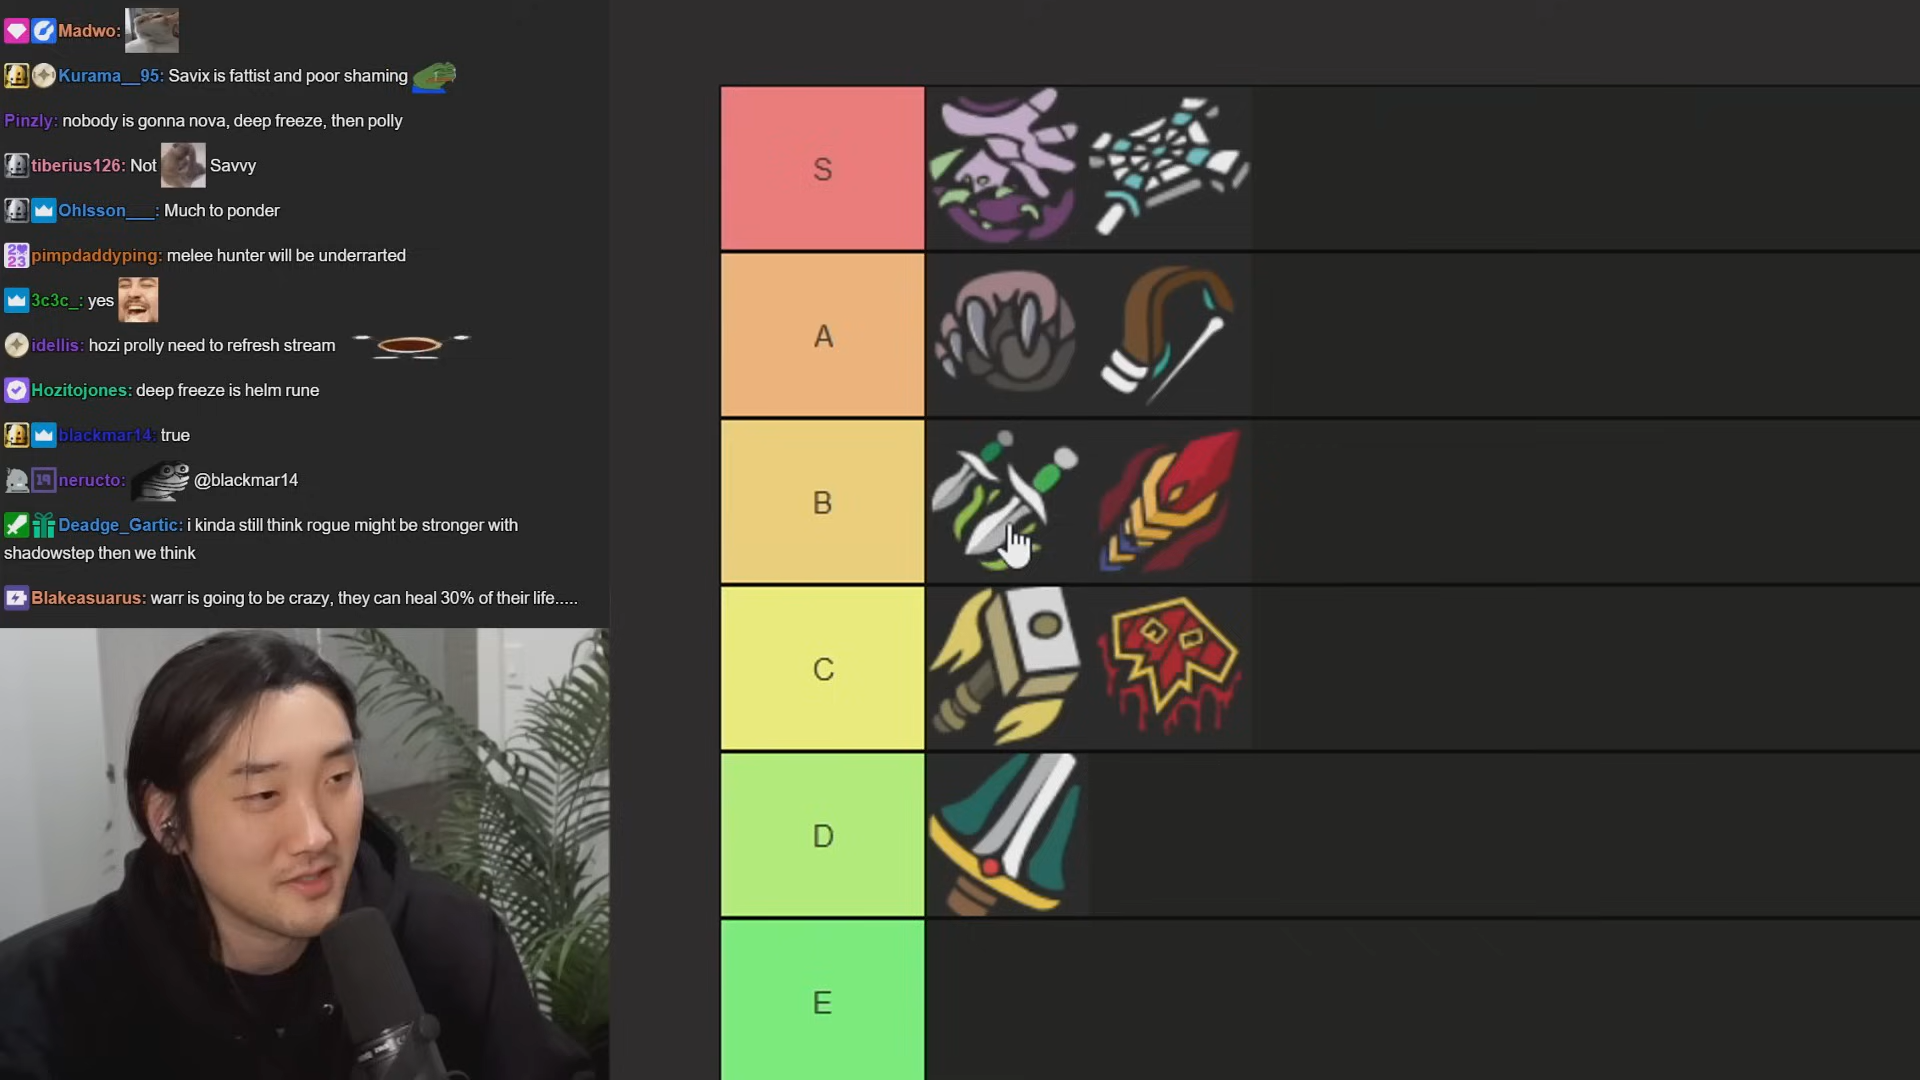 Madwo:
Kurama__95: Savix is fattist and poor shaming
Pinzly: nobody is gonna nova, deep freeze, then polly
tiberius126: Not Savvy
Ohlsson___: Much to ponder
2023 pimpdaddyping: melee hunter will be underrarted
3c3c_: yes
idellis: hozi prolly need to refresh stream
Hozitojones: deep freeze is helm rune
blackmar14: true
19 neructo: @blackmar14
Deadge_Gartic: i kinda still think rogue might be stronger with
shadowstep then we think
Blakeasuarus: warr is going to be crazy, they can heal 30% of their life.....
S
A
B
C
D
E